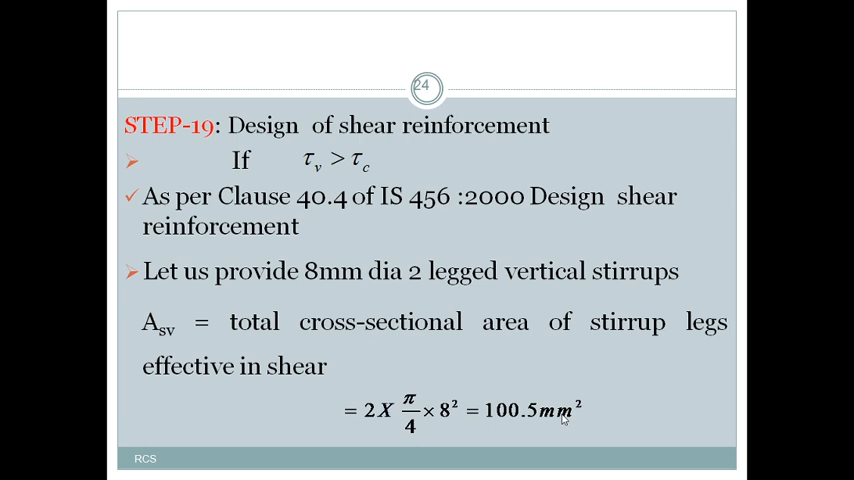 24
STEP-19: Design of shear reinforcement
If τv > τc
As per Clause 40.4 of IS 456 :2000 Design shear
reinforcement
Let us provide 8mm dia 2 legged vertical stirrups
Asv = total cross-sectional area of stirrup legs
effective in shear
= 2 X π/4 × 8² = 100.5mm²
RCS